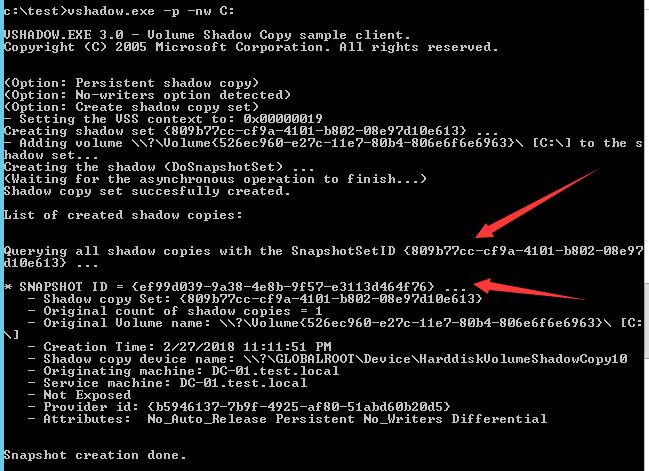 c:\test>vshadow.exe -p -nw C:
VSHADOW.EXE 3.0 - Volume Shadow Copy sample client.
Copyright (C) 2005 Microsoft Corporation. All rights reserved.
(Option: Persistent shadow copy)
(Option: No-writers option detected)
(Option: Create shadow copy set)
- Setting the VSS context to: 0x00000019
Creating shadow set {809b77cc-cf9a-4101-b802-08e97d10e613} ...
- Adding volume \\?\Volume{526ec960-e27c-11e7-80b4-806e6f6e6963}\ [C:\] to the s
hadow set...
Creating the shadow (DoSnapshotSet) ...
(Waiting for the asynchronous operation to finish...)
Shadow copy set succesfully created.
List of created shadow copies:
Querying all shadow copies with the SnapshotSetID {809b77cc-cf9a-4101-b802-08e97
d10e613} ...
* SNAPSHOT ID = {ef99d039-9a38-4e8b-9f57-e3113d464f76} ...
- Shadow copy Set: {809b77cc-cf9a-4101-b802-08e97d10e613}
- Original count of shadow copies = 1
- Original Volume name: \\?\Volume{526ec960-e27c-11e7-80b4-806e6f6e6963}\ [C:
\]
- Creation Time: 2/27/2018 11:11:51 PM
- Shadow copy device name: \\?\GLOBALROOT\Device\HarddiskVolumeShadowCopy10
- Originating machine: DC-01.test.local
- Service machine: DC-01.test.local
- Not Exposed
- Provider id: {b5946137-7b9f-4925-af80-51abd60b20d5}
- Attributes:  No_Auto_Release Persistent No_Writers Differential
Snapshot creation done.